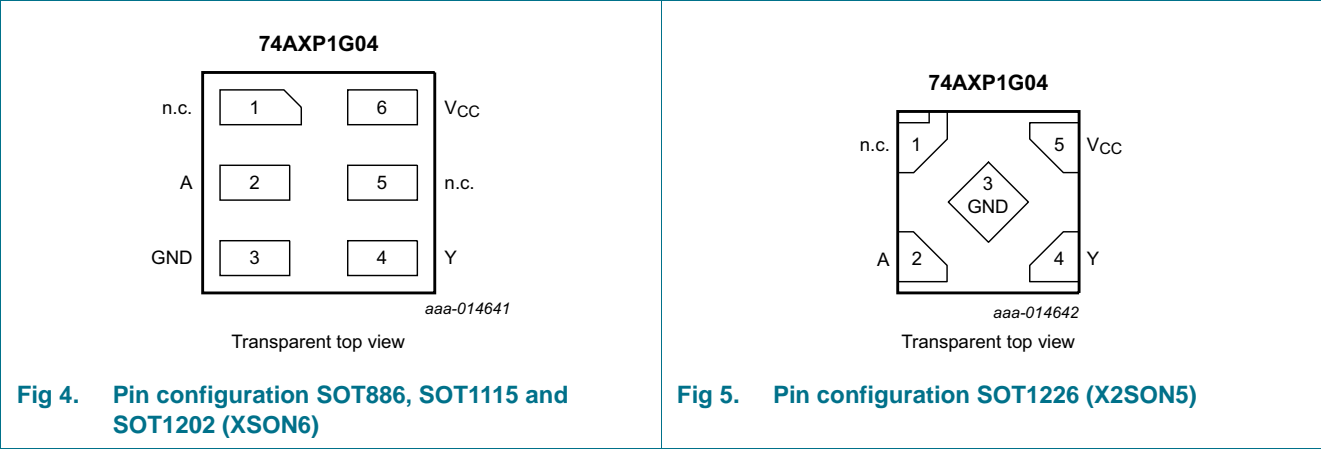 74AXP1G04
n.c. 1 6 VCC
A 2 5 n.c.
GND 3 4 Y
aaa-014641
Transparent top view
Fig 4. Pin configuration SOT886, SOT1115 and
SOT1202 (XSON6)
74AXP1G04
n.c. 1 5 VCC
3
GND
A 2 4 Y
aaa-014642
Transparent top view
Fig 5. Pin configuration SOT1226 (X2SON5)